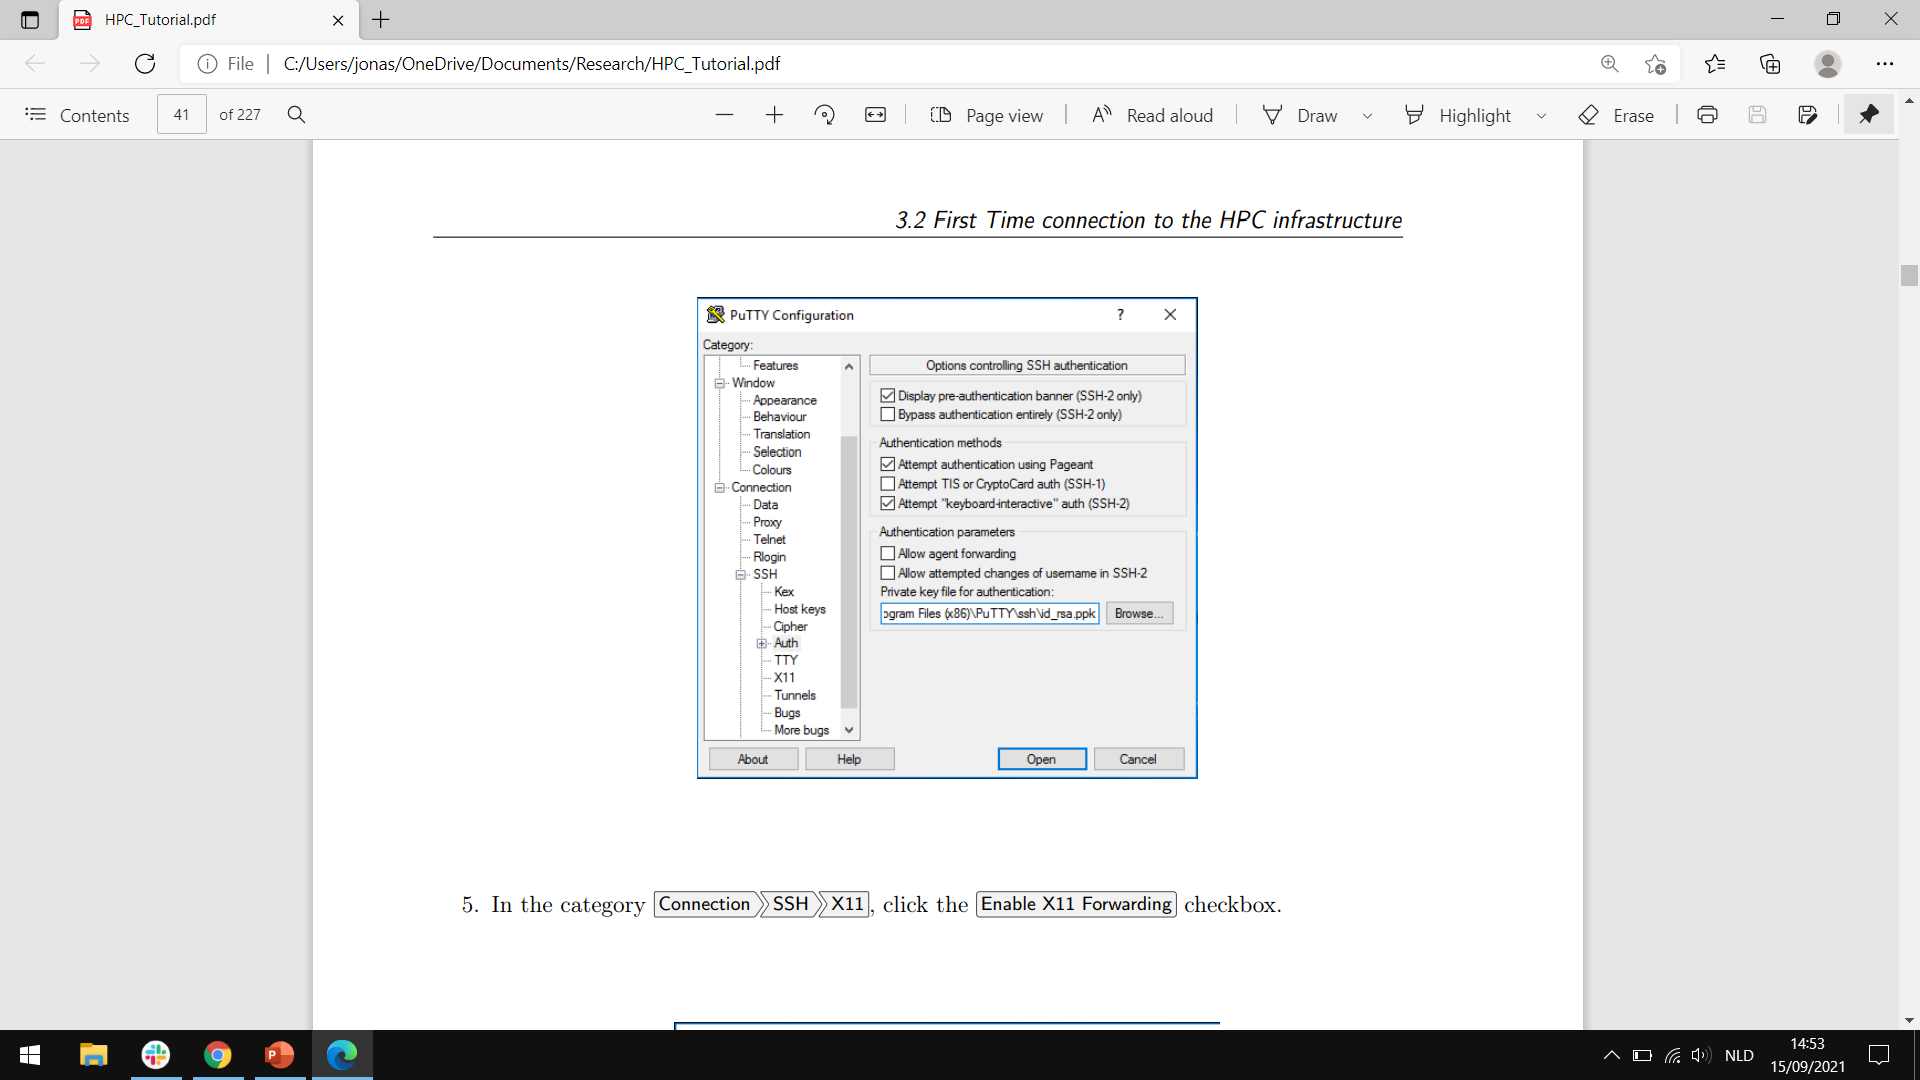 HPC_Tutorial.pdf
File C:/Users/jonas/OneDrive/Documents/Research/HPC_Tutorial.pdf
Contents 41 of 227 Page view Read aloud Draw Highlight Erase
3.2 First Time connection to the HPC infrastructure
PuTTY Configuration ?
Category:
Features
Window
Appearance
Behaviour
Translation
Selection
Colours
Connection
Data
Proxy
Telnet
Rlogin
SSH
Kex
Host keys
Cipher
Auth
TTY
X11
Tunnels
Bugs
More bugs
Options controlling SSH authentication
Display pre-authentication banner (SSH-2 only)
Bypass authentication entirely (SSH-2 only)
Authentication methods
Attempt authentication using Pageant
Attempt TIS or CryptoCard auth (SSH-1)
Attempt "keyboard-interactive" auth (SSH-2)
Authentication parameters
Allow agent forwarding
Allow attempted changes of username in SSH-2
Private key file for authentication:
ogram Files (x86)\PuTTY\ssh\id_rsa.ppk Browse...
About Help Open Cancel
5. In the category Connection SSH X11, click the Enable X11 Forwarding checkbox.
NLD
14:53
15/09/2021